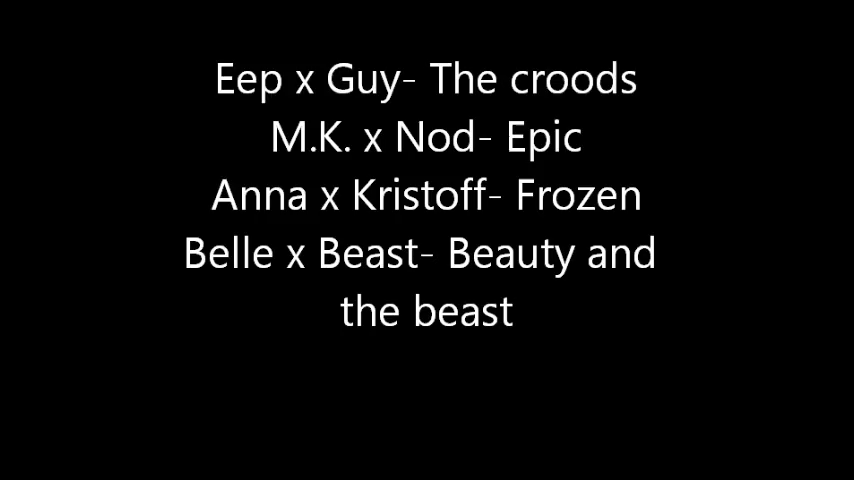 Eep x Guy- The croods
M.K. x Nod- Epic
Anna x Kristoff- Frozen
Belle x Beast- Beauty and
the beast